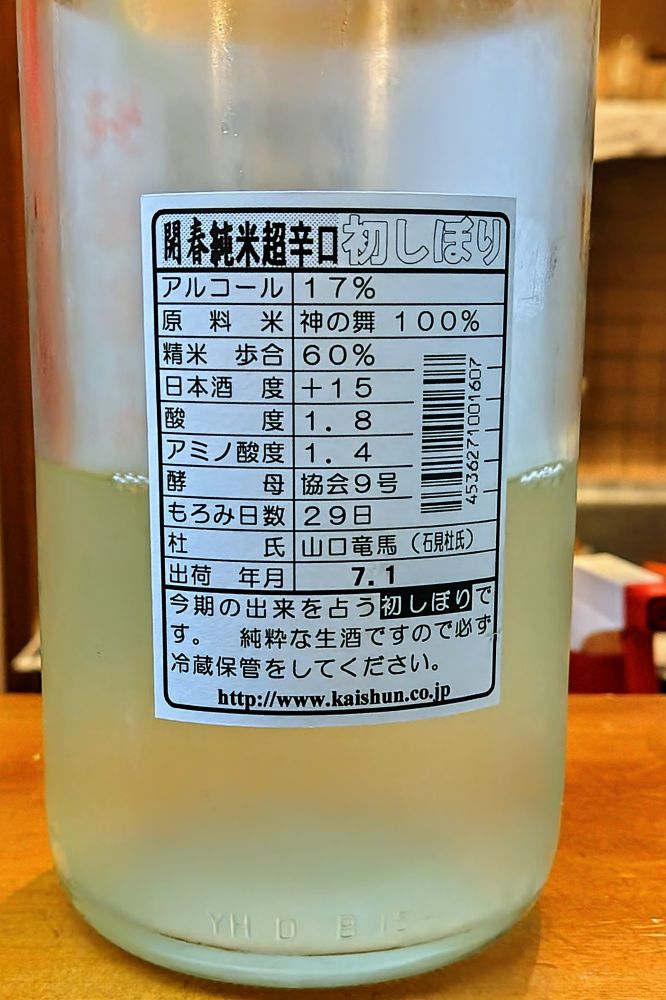 開春純米超辛口初しぼり
アルコール 17%
原料米 神の舞 100%
精米歩合 60%
日本酒度 +15
酸度 1.8
アミノ酸度 1.4
酵母 協会9号
もろみ日数 29日
杜氏 山口竜馬(石見杜氏)
出荷年月 7.1
4536271001607
今期の出来を占う初しぼりで
す。 純粋な生酒ですので必ず
冷蔵保管をしてください。
http://www.kaishun.co.jp